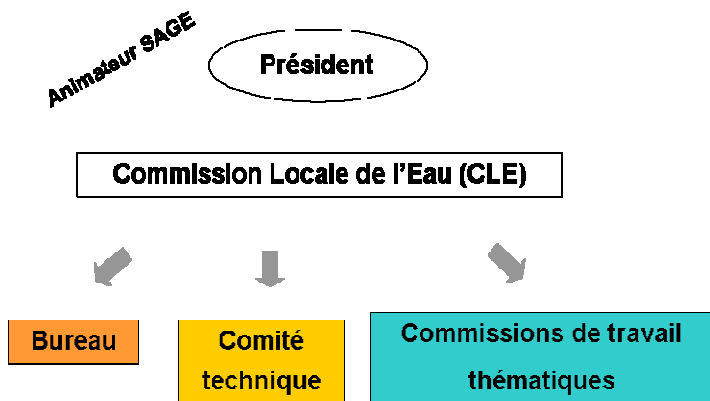 Animateur SAGE
Président
Commission Locale de l'Eau (CLE)
Bureau
Comité
technique
Commissions de travail
thématiques